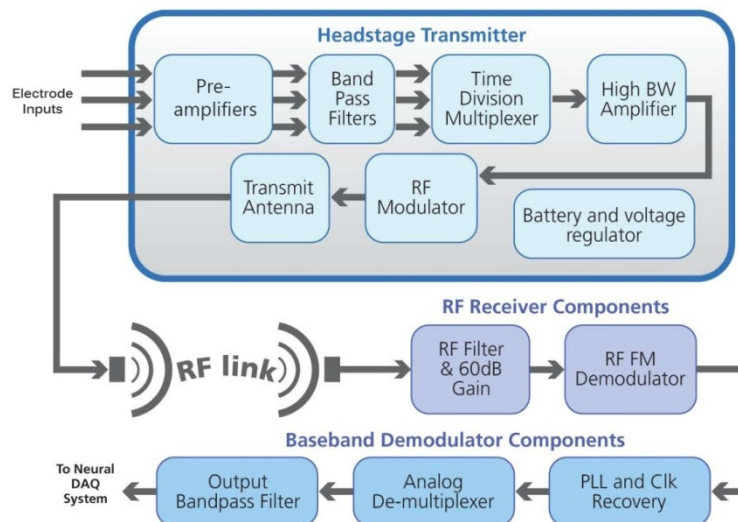 Headstage Transmitter
Electrode
Inputs
Pre-
amplifiers
Band
Pass
Filters
Time
Division
Multiplexer
High BW
Amplifier
Transmit
Antenna
RF
Modulator
Battery and voltage
regulator
RF link
RF Receiver Components
RF Filter
& 60dB
Gain
RF FM
Demodulator
Baseband Demodulator Components
To Neural
DAQ
System
Output
Bandpass Filter
Analog
De-multiplexer
PLL and Clk
Recovery